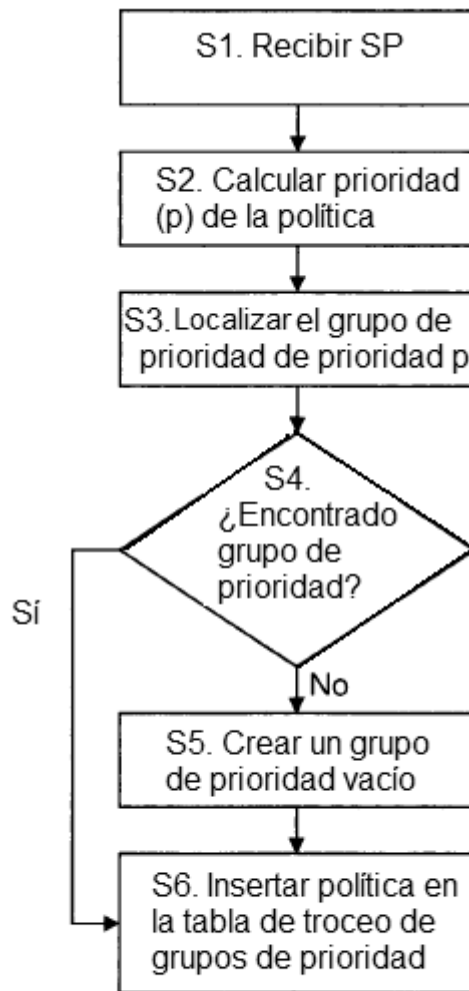 S1. Recibir SP
S2. Calcular prioridad
(p) de la política
S3. Localizar el grupo de
prioridad de prioridad p
S4.
¿Encontrado
grupo de
prioridad?
Sí
No
S5. Crear un grupo
de prioridad vacío
S6. Insertar política en
la tabla de troceo de
grupos de prioridad